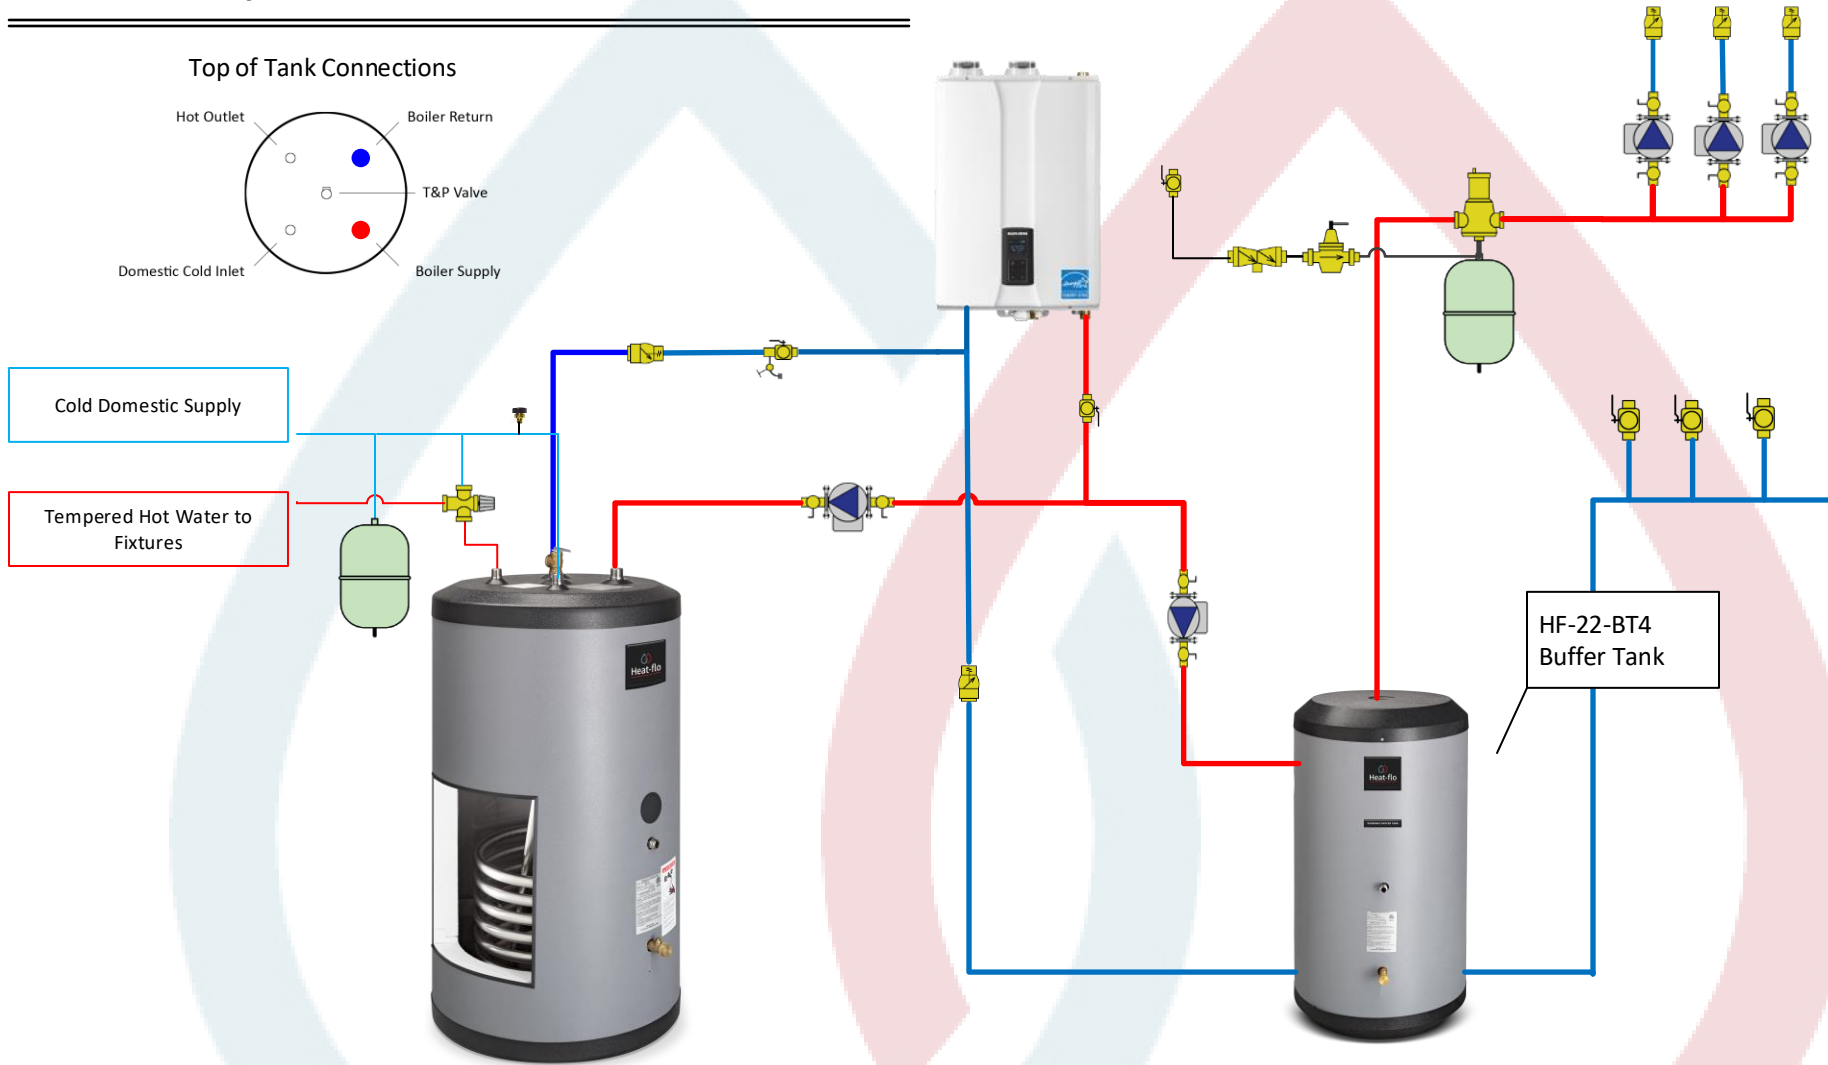 Top of Tank Connections
Hot Outlet
Boiler Return
T&P Valve
Domestic Cold Inlet
Boiler Supply
Cold Domestic Supply
Tempered Hot Water to
Fixtures
HF-22-BT4
Buffer Tank
Heat-flo
Heat-flo